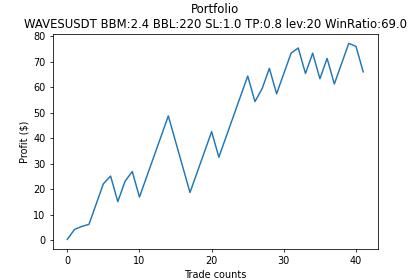 Portfolio
WAVESUSDT BBM:2.4 BBL:220 SL:1.0 TP:0.8 lev:20 WinRatio:69.0
80
70
60
50
40
30
20
10
0
Profit ($)
0 10 20 30 40
Trade counts